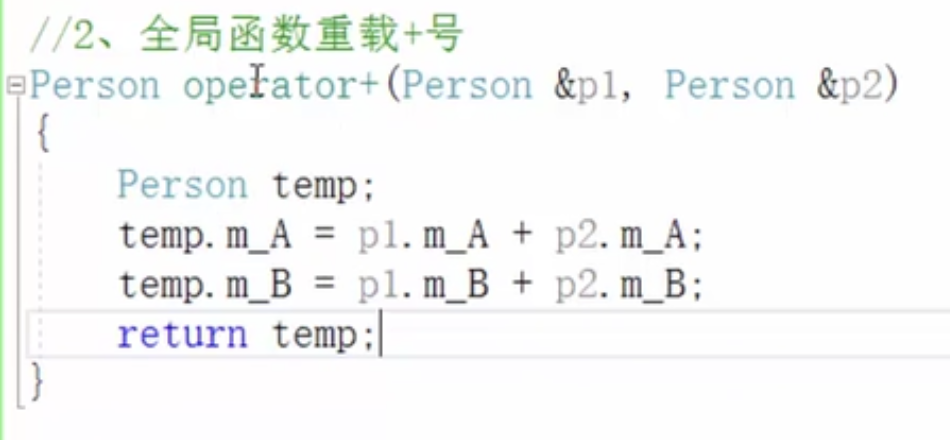 //2、全局函数重载+号
Person operator+(Person &p1, Person &p2)
{
Person temp;
temp.m_A = p1.m_A + p2.m_A;
temp.m_B = p1.m_B + p2.m_B;
return temp;
}